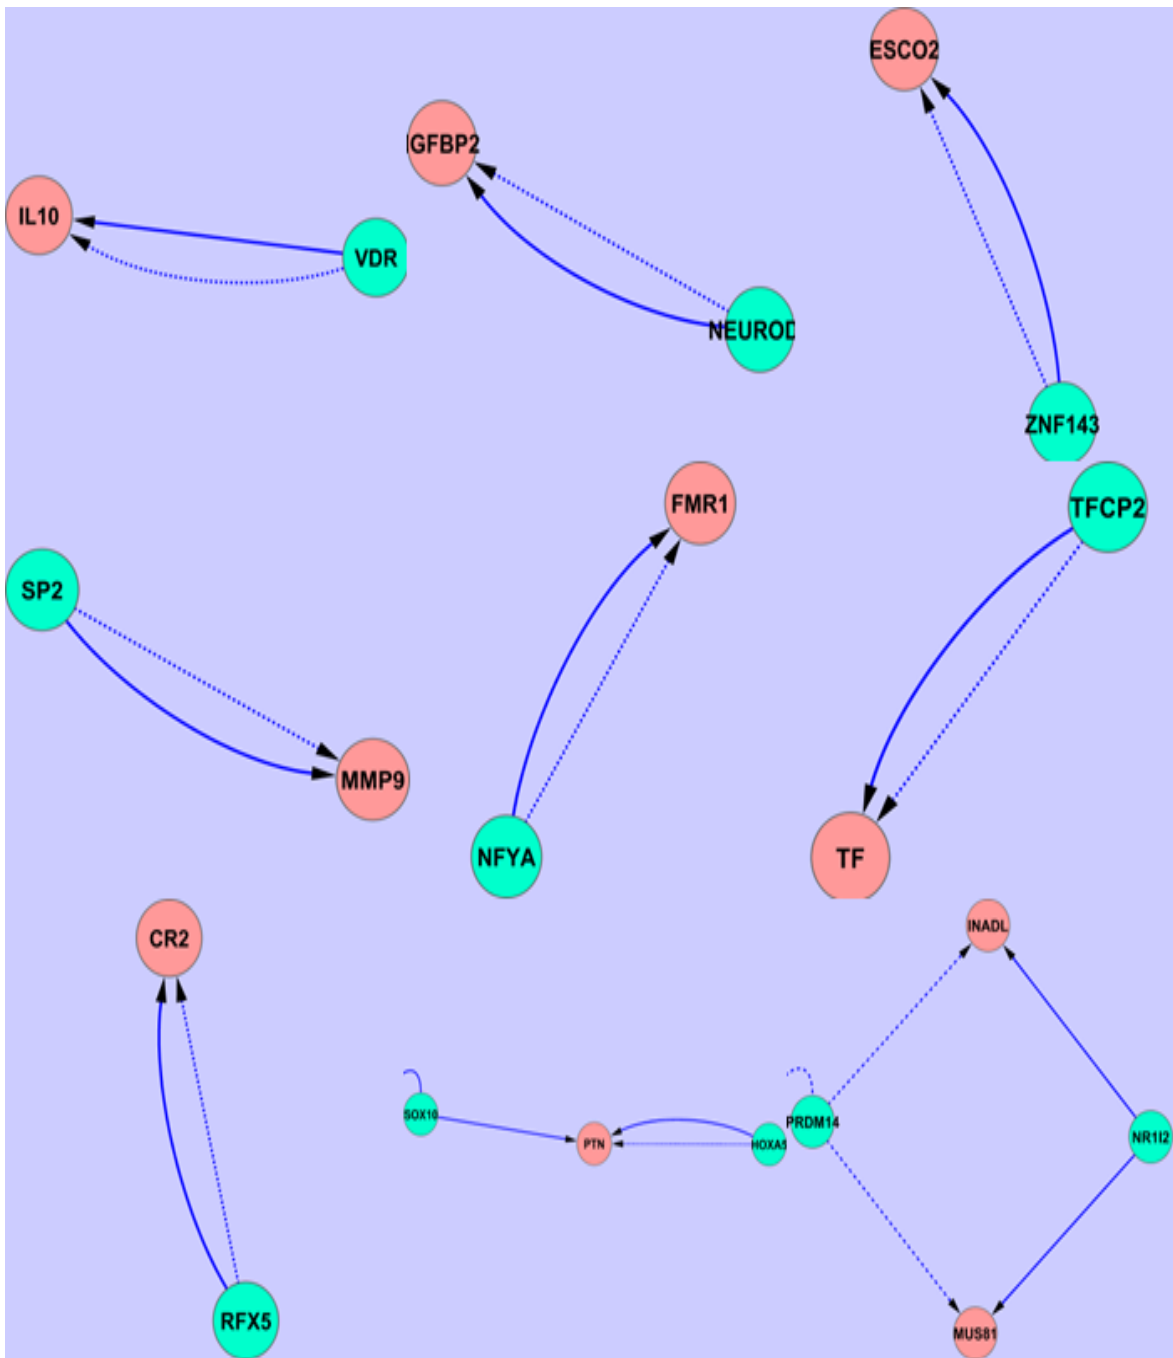 ESCO2
IGFBP2
IL10
VDR
NEUROD
ZNF143
FMR1
TFCP2
SP2
MMP9
NFYA
TF
CR2
INADL
SOX10
PRDM14
PTN
HOXA5
NR1I2
RFX5
MUS81